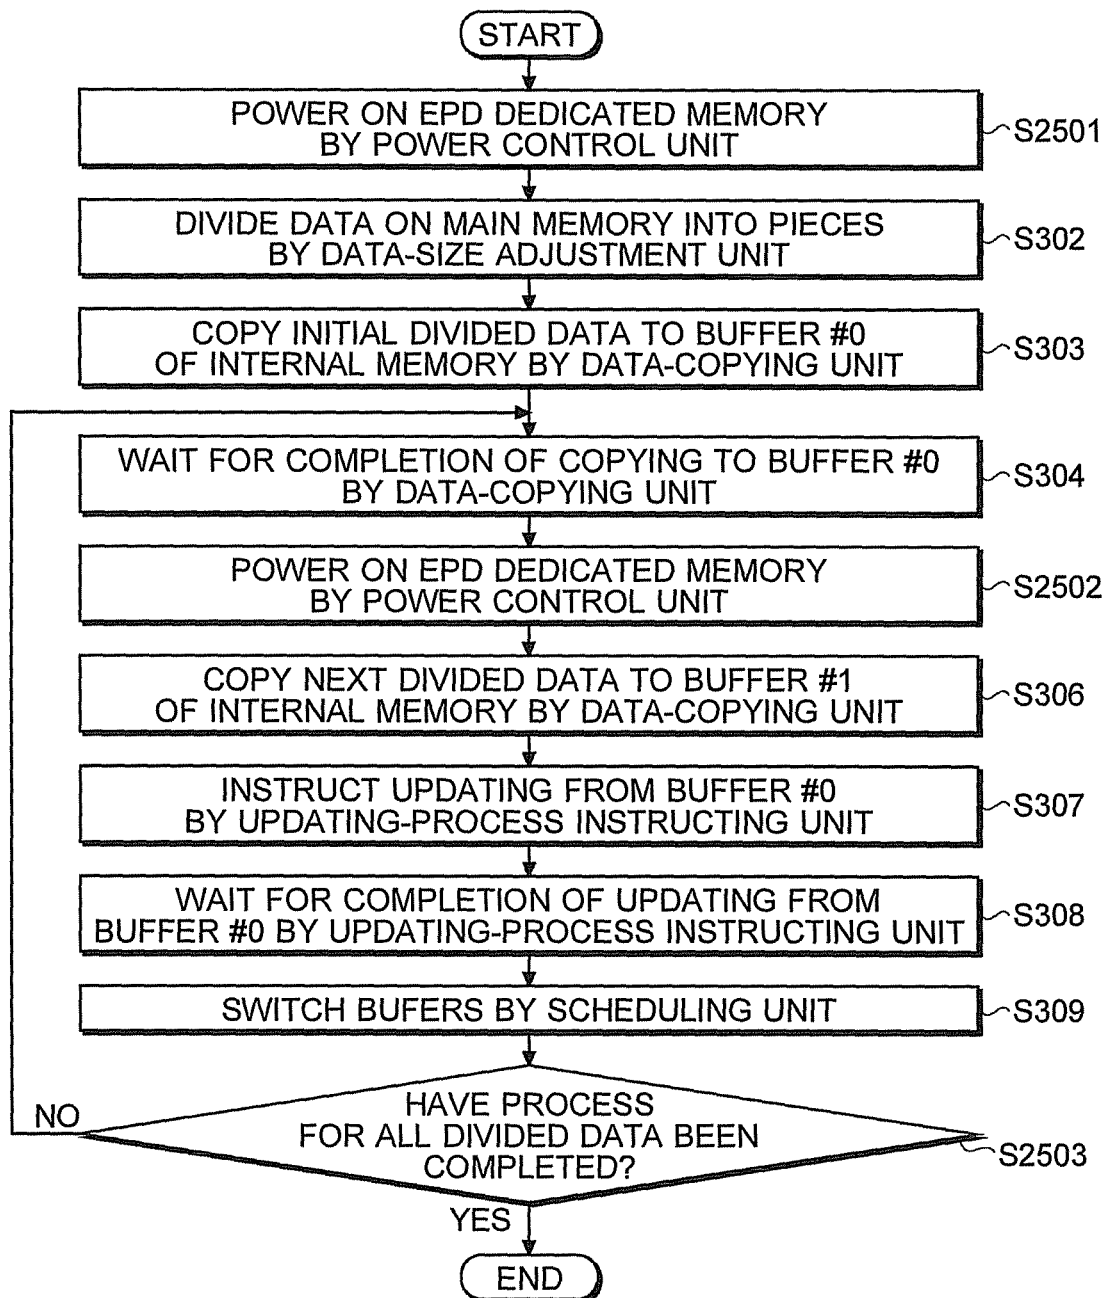 START
POWER ON EPD DEDICATED MEMORY
BY POWER CONTROL UNIT
S2501
DIVIDE DATA ON MAIN MEMORY INTO PIECES
BY DATA-SIZE ADJUSTMENT UNIT
S302
COPY INITIAL DIVIDED DATA TO BUFFER #0
OF INTERNAL MEMORY BY DATA-COPYING UNIT
S303
WAIT FOR COMPLETION OF COPYING TO BUFFER #0
BY DATA-COPYING UNIT
S304
POWER ON EPD DEDICATED MEMORY
BY POWER CONTROL UNIT
S2502
COPY NEXT DIVIDED DATA TO BUFFER #1
OF INTERNAL MEMORY BY DATA-COPYING UNIT
S306
INSTRUCT UPDATING FROM BUFFER #0
BY UPDATING-PROCESS INSTRUCTING UNIT
S307
WAIT FOR COMPLETION OF UPDATING FROM
BUFFER #0 BY UPDATING-PROCESS INSTRUCTING UNIT
S308
SWITCH BUFERS BY SCHEDULING UNIT
S309
NO
HAVE PROCESS
FOR ALL DIVIDED DATA BEEN
COMPLETED?
S2503
YES
END